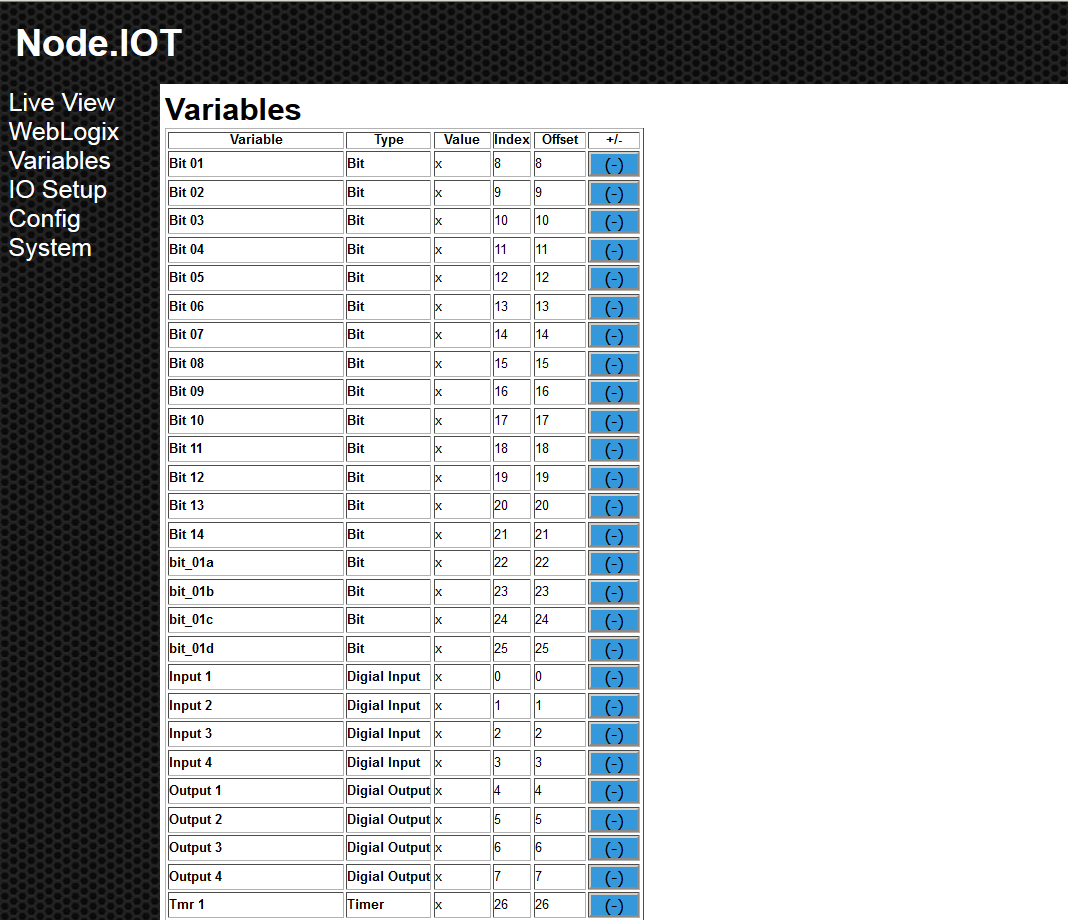 Node.IOT
Live View
WebLogix
Variables
IO Setup
Config
System
Variables
Variable Type Value Index Offset +/-
Bit 01 Bit x 8 8 (-)
Bit 02 Bit x 9 9 (-)
Bit 03 Bit x 10 10 (-)
Bit 04 Bit x 11 11 (-)
Bit 05 Bit x 12 12 (-)
Bit 06 Bit x 13 13 (-)
Bit 07 Bit x 14 14 (-)
Bit 08 Bit x 15 15 (-)
Bit 09 Bit x 16 16 (-)
Bit 10 Bit x 17 17 (-)
Bit 11 Bit x 18 18 (-)
Bit 12 Bit x 19 19 (-)
Bit 13 Bit x 20 20 (-)
Bit 14 Bit x 21 21 (-)
bit_01a Bit x 22 22 (-)
bit_01b Bit x 23 23 (-)
bit_01c Bit x 24 24 (-)
bit_01d Bit x 25 25 (-)
Input 1 Digial Input x 0 0 (-)
Input 2 Digial Input x 1 1 (-)
Input 3 Digial Input x 2 2 (-)
Input 4 Digial Input x 3 3 (-)
Output 1 Digial Output x 4 4 (-)
Output 2 Digial Output x 5 5 (-)
Output 3 Digial Output x 6 6 (-)
Output 4 Digial Output x 7 7 (-)
Tmr 1 Timer x 26 26 (-)